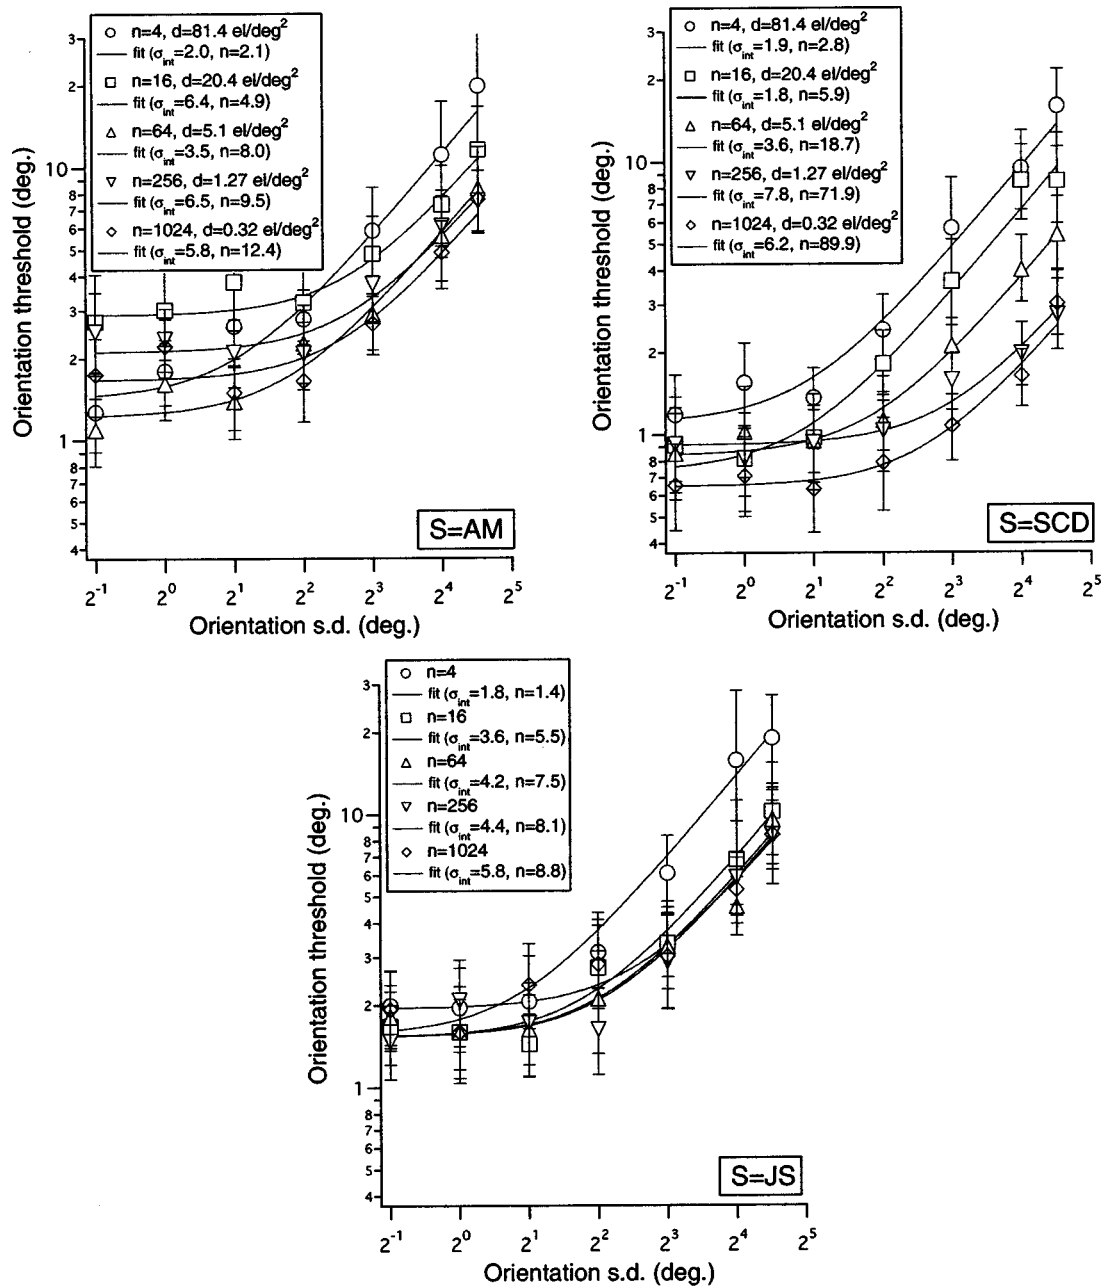 n=4, d=81.4 el/deg²
fit (σint=2.0, n=2.1)
n=16, d=20.4 el/deg²
fit (σint=6.4, n=4.9)
n=64, d=5.1 el/deg²
fit (σint=3.5, n=8.0)
n=256, d=1.27 el/deg²
fit (σint=6.5, n=9.5)
n=1024, d=0.32 el/deg²
fit (σint=5.8, n=12.4)
3
2
10
8
7
6
5
4
3
2
1
8
7
6
5
4
Orientation threshold (deg.)
S=AM
2⁻¹ 2⁰ 2¹ 2² 2³ 2⁴ 2⁵
Orientation s.d. (deg.)
n=4, d=81.4 el/deg²
fit (σint=1.9, n=2.8)
n=16, d=20.4 el/deg²
fit (σint=1.8, n=5.9)
n=64, d=5.1 el/deg²
fit (σint=3.6, n=18.7)
n=256, d=1.27 el/deg²
fit (σint=7.8, n=71.9)
n=1024, d=0.32 el/deg²
fit (σint=6.2, n=89.9)
3
2
10
8
7
6
5
4
3
2
1
8
7
6
5
4
Orientation threshold (deg.)
S=SCD
2⁻¹ 2⁰ 2¹ 2² 2³ 2⁴ 2⁵
Orientation s.d. (deg.)
n=4
fit (σint=1.8, n=1.4)
n=16
fit (σint=3.6, n=5.5)
n=64
fit (σint=4.2, n=7.5)
n=256
fit (σint=4.4, n=8.1)
n=1024
fit (σint=5.8, n=8.8)
3
2
10
8
7
6
5
4
3
2
1
8
7
6
5
4
Orientation threshold (deg.)
S=JS
2⁻¹ 2⁰ 2¹ 2² 2³ 2⁴ 2⁵
Orientation s.d. (deg.)